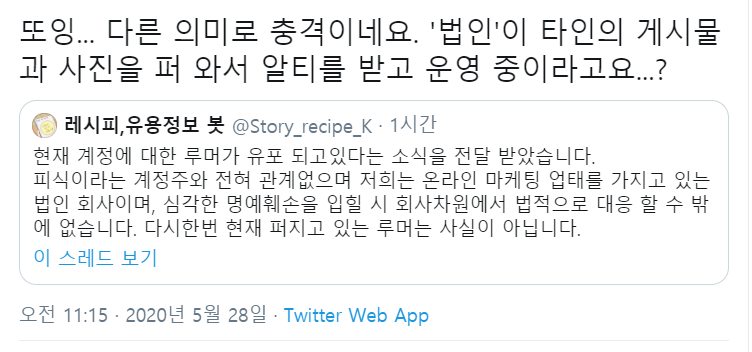 또잉... 다른 의미로 충격이네요. '법인'이 타인의 게시물
과 사진을 퍼 와서 알티를 받고 운영 중이라고요...?
레시피,유용정보 봇 @Story_recipe_K · 1시간
현재 계정에 대한 루머가 유포 되고있다는 소식을 전달 받았습니다.
피식이라는 계정주와 전혀 관계없으며 저희는 온라인 마케팅 업태를 가지고 있는
법인 회사이며, 심각한 명예훼손을 입힐 시 회사차원에서 법적으로 대응 할 수 밖
에 없습니다. 다시한번 현재 퍼지고 있는 루머는 사실이 아닙니다.
이 스레드 보기
오전 11:15 · 2020년 5월 28일 · Twitter Web App